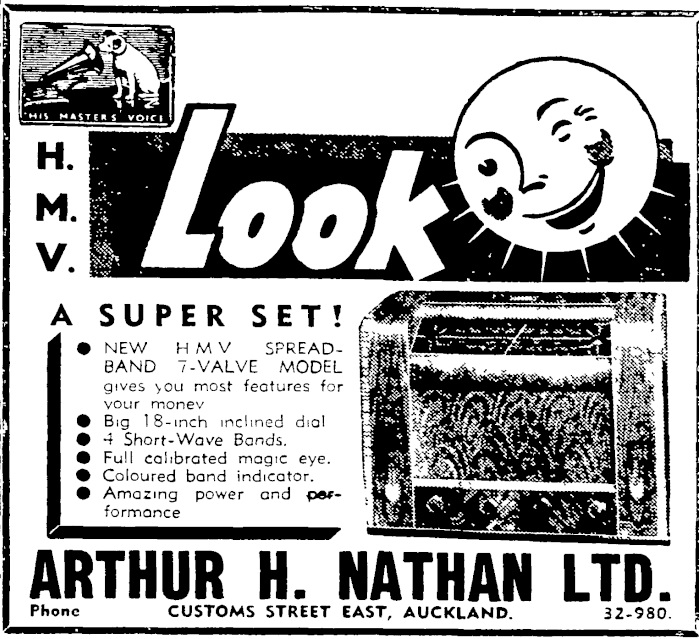 "HIS MASTER'S VOICE"
H.
M.
V.
Look
A SUPER SET!
● NEW HMV SPREAD-
BAND 7-VALVE MODEL
gives you most features for
your money
● Big 18-inch inclined dial
● 4 Short-Wave Bands.
● Full calibrated magic eye.
● Coloured band indicator.
● Amazing power and per-
formance
ARTHUR H. NATHAN LTD.
Phone CUSTOMS STREET EAST, AUCKLAND. 32-980.